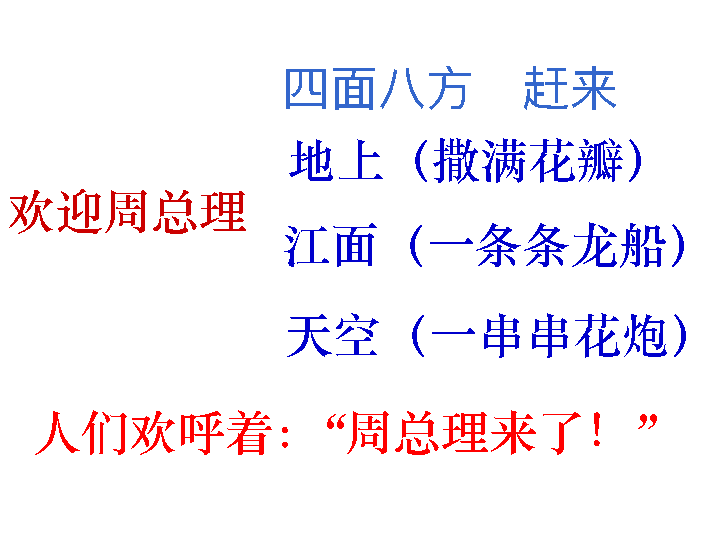 四面八方 赶来
地上（撒满花瓣）
欢迎周总理
江面（一条条龙船）
天空（一串串花炮）
人们欢呼着：“周总理来了！”